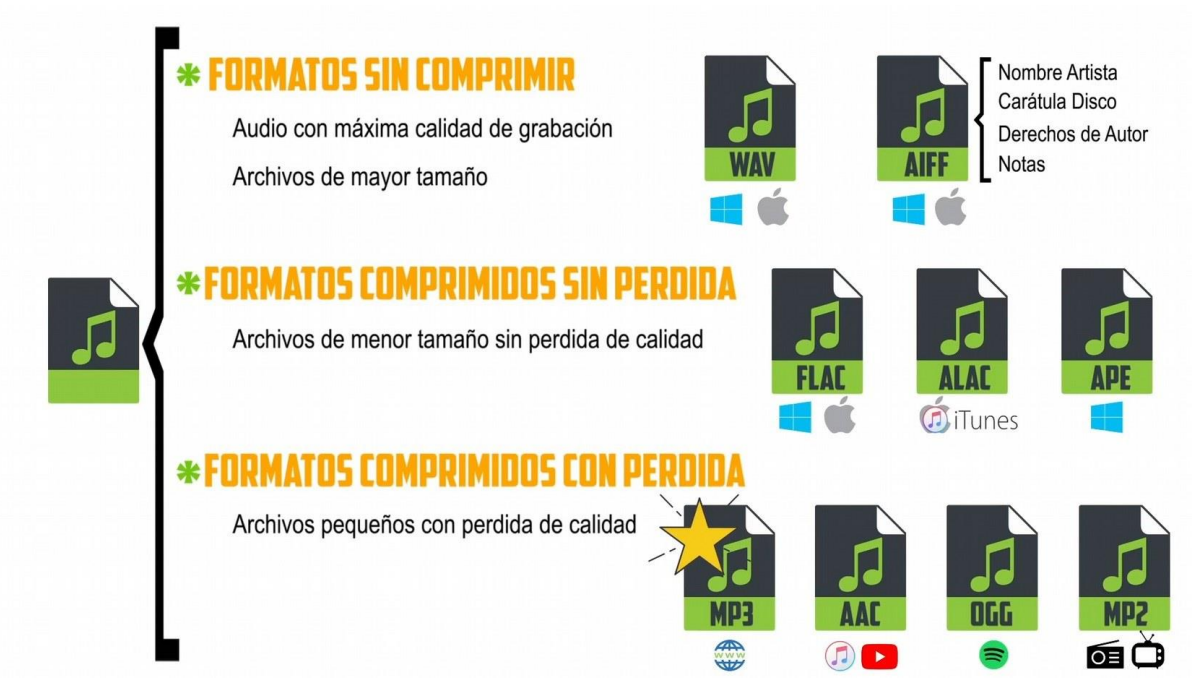 * FORMATOS SIN COMPRIMIR
Audio con máxima calidad de grabación
Archivos de mayor tamaño
WAV
AIFF
Nombre Artista
Carátula Disco
Derechos de Autor
Notas
* FORMATOS COMPRIMIDOS SIN PERDIDA
Archivos de menor tamaño sin perdida de calidad
FLAC
ALAC
APE
iTunes
* FORMATOS COMPRIMIDOS CON PERDIDA
Archivos pequeños con perdida de calidad
MP3
AAC
OGG
MP2
WWW